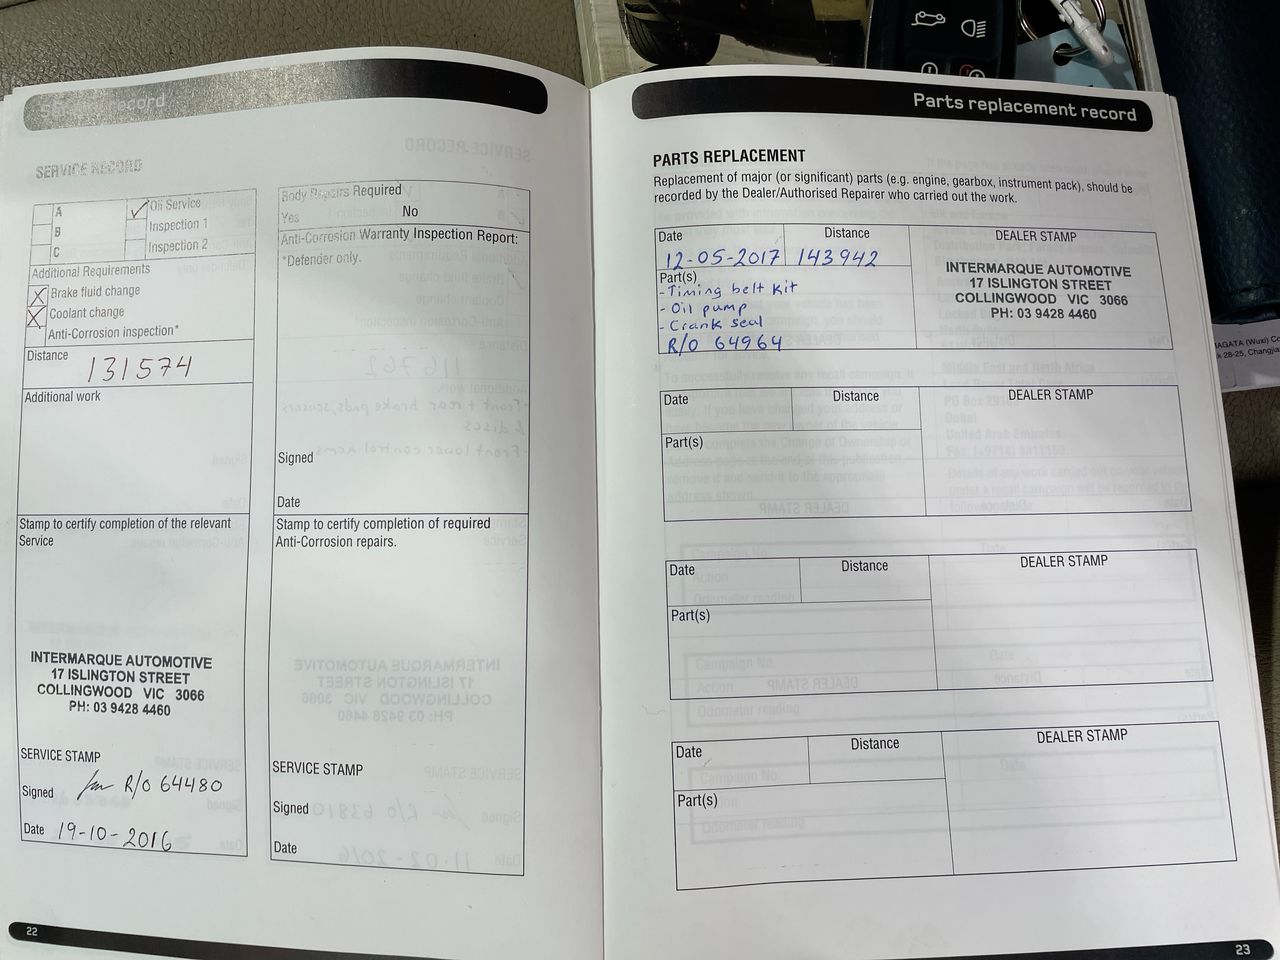 Service record
SERVICE RECORD
A
B
C
Oil Service
Inspection 1
Inspection 2
Additional Requirements
Brake fluid change
Coolant change
Anti-Corrosion inspection*
Distance
131574
Additional work
Stamp to certify completion of the relevant
Service
INTERMARQUE AUTOMOTIVE
17 ISLINGTON STREET
COLLINGWOOD VIC 3066
PH: 03 9428 4460
SERVICE STAMP
Signed R/O 64480
Date 19-10-2016
22
Body Repairs Required
Yes No
Anti-Corrosion Warranty Inspection Report:
*Defender only.
Signed
Date
Stamp to certify completion of required
Anti-Corrosion repairs.
SERVICE STAMP
Signed
Date
Parts replacement record
PARTS REPLACEMENT
Replacement of major (or significant) parts (e.g. engine, gearbox, instrument pack), should be
recorded by the Dealer/Authorised Repairer who carried out the work.
Date Distance DEALER STAMP
12-05-2017 143942
Part(s)
- Timing belt kit
- Oil pump
- Crank seal
R/O 64964
INTERMARQUE AUTOMOTIVE
17 ISLINGTON STREET
COLLINGWOOD VIC 3066
PH: 03 9428 4460
Date Distance DEALER STAMP
Part(s)
Date Distance DEALER STAMP
Part(s)
Date Distance DEALER STAMP
Part(s)
23